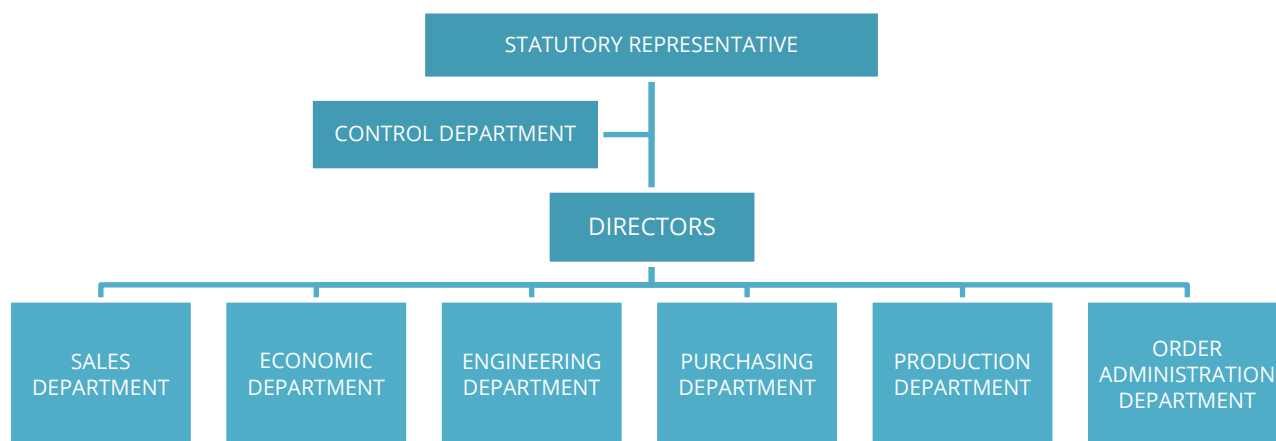 STATUTORY REPRESENTATIVE
CONTROL DEPARTMENT
DIRECTORS
SALES
DEPARTMENT
ECONOMIC
DEPARTMENT
ENGINEERING
DEPARTMENT
PURCHASING
DEPARTMENT
PRODUCTION
DEPARTMENT
ORDER
ADMINISTRATION
DEPARTMENT